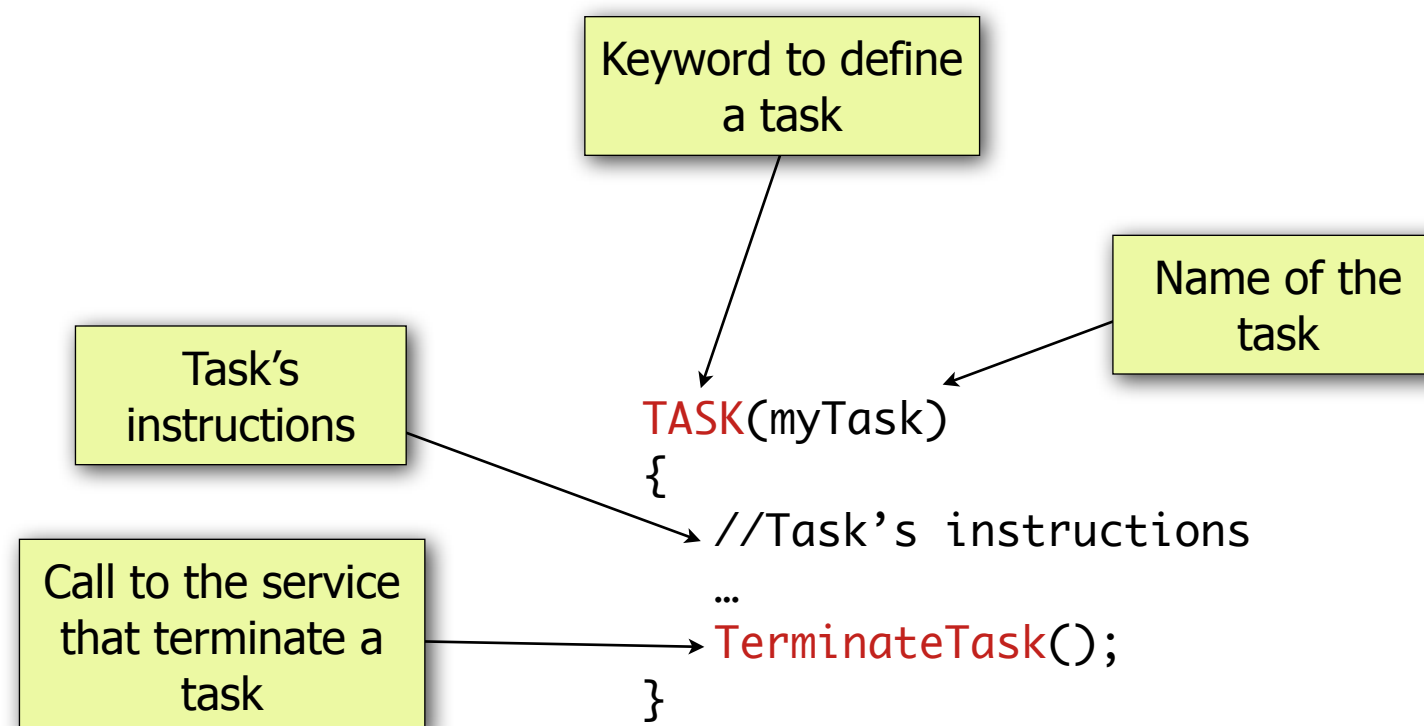 Keyword to define
a task
Name of the
task
Task’s
instructions
TASK(myTask)
{
//Task’s instructions
…
Call to the service
that terminate a
task
TerminateTask();
}